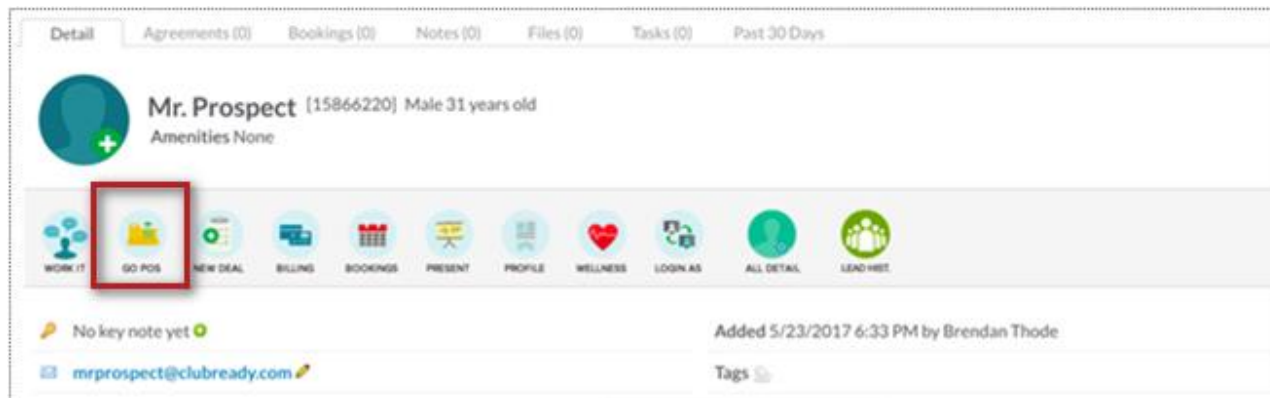 Detail Agreements (0) Bookings (0) Notes (0) Files (0) Tasks (0) Past 30 Days
Mr. Prospect [15866220] Male 31 years old
Amenities None
WORK IT GO POS NEW DEAL BILLING BOOKINGS PRESENT PROFILE WELLNESS LOGIN AS ALL DETAIL LEAD HIST.
No key note yet Added 5/23/2017 6:33 PM by Brendan Thode
mrprospect@clubready.com Tags